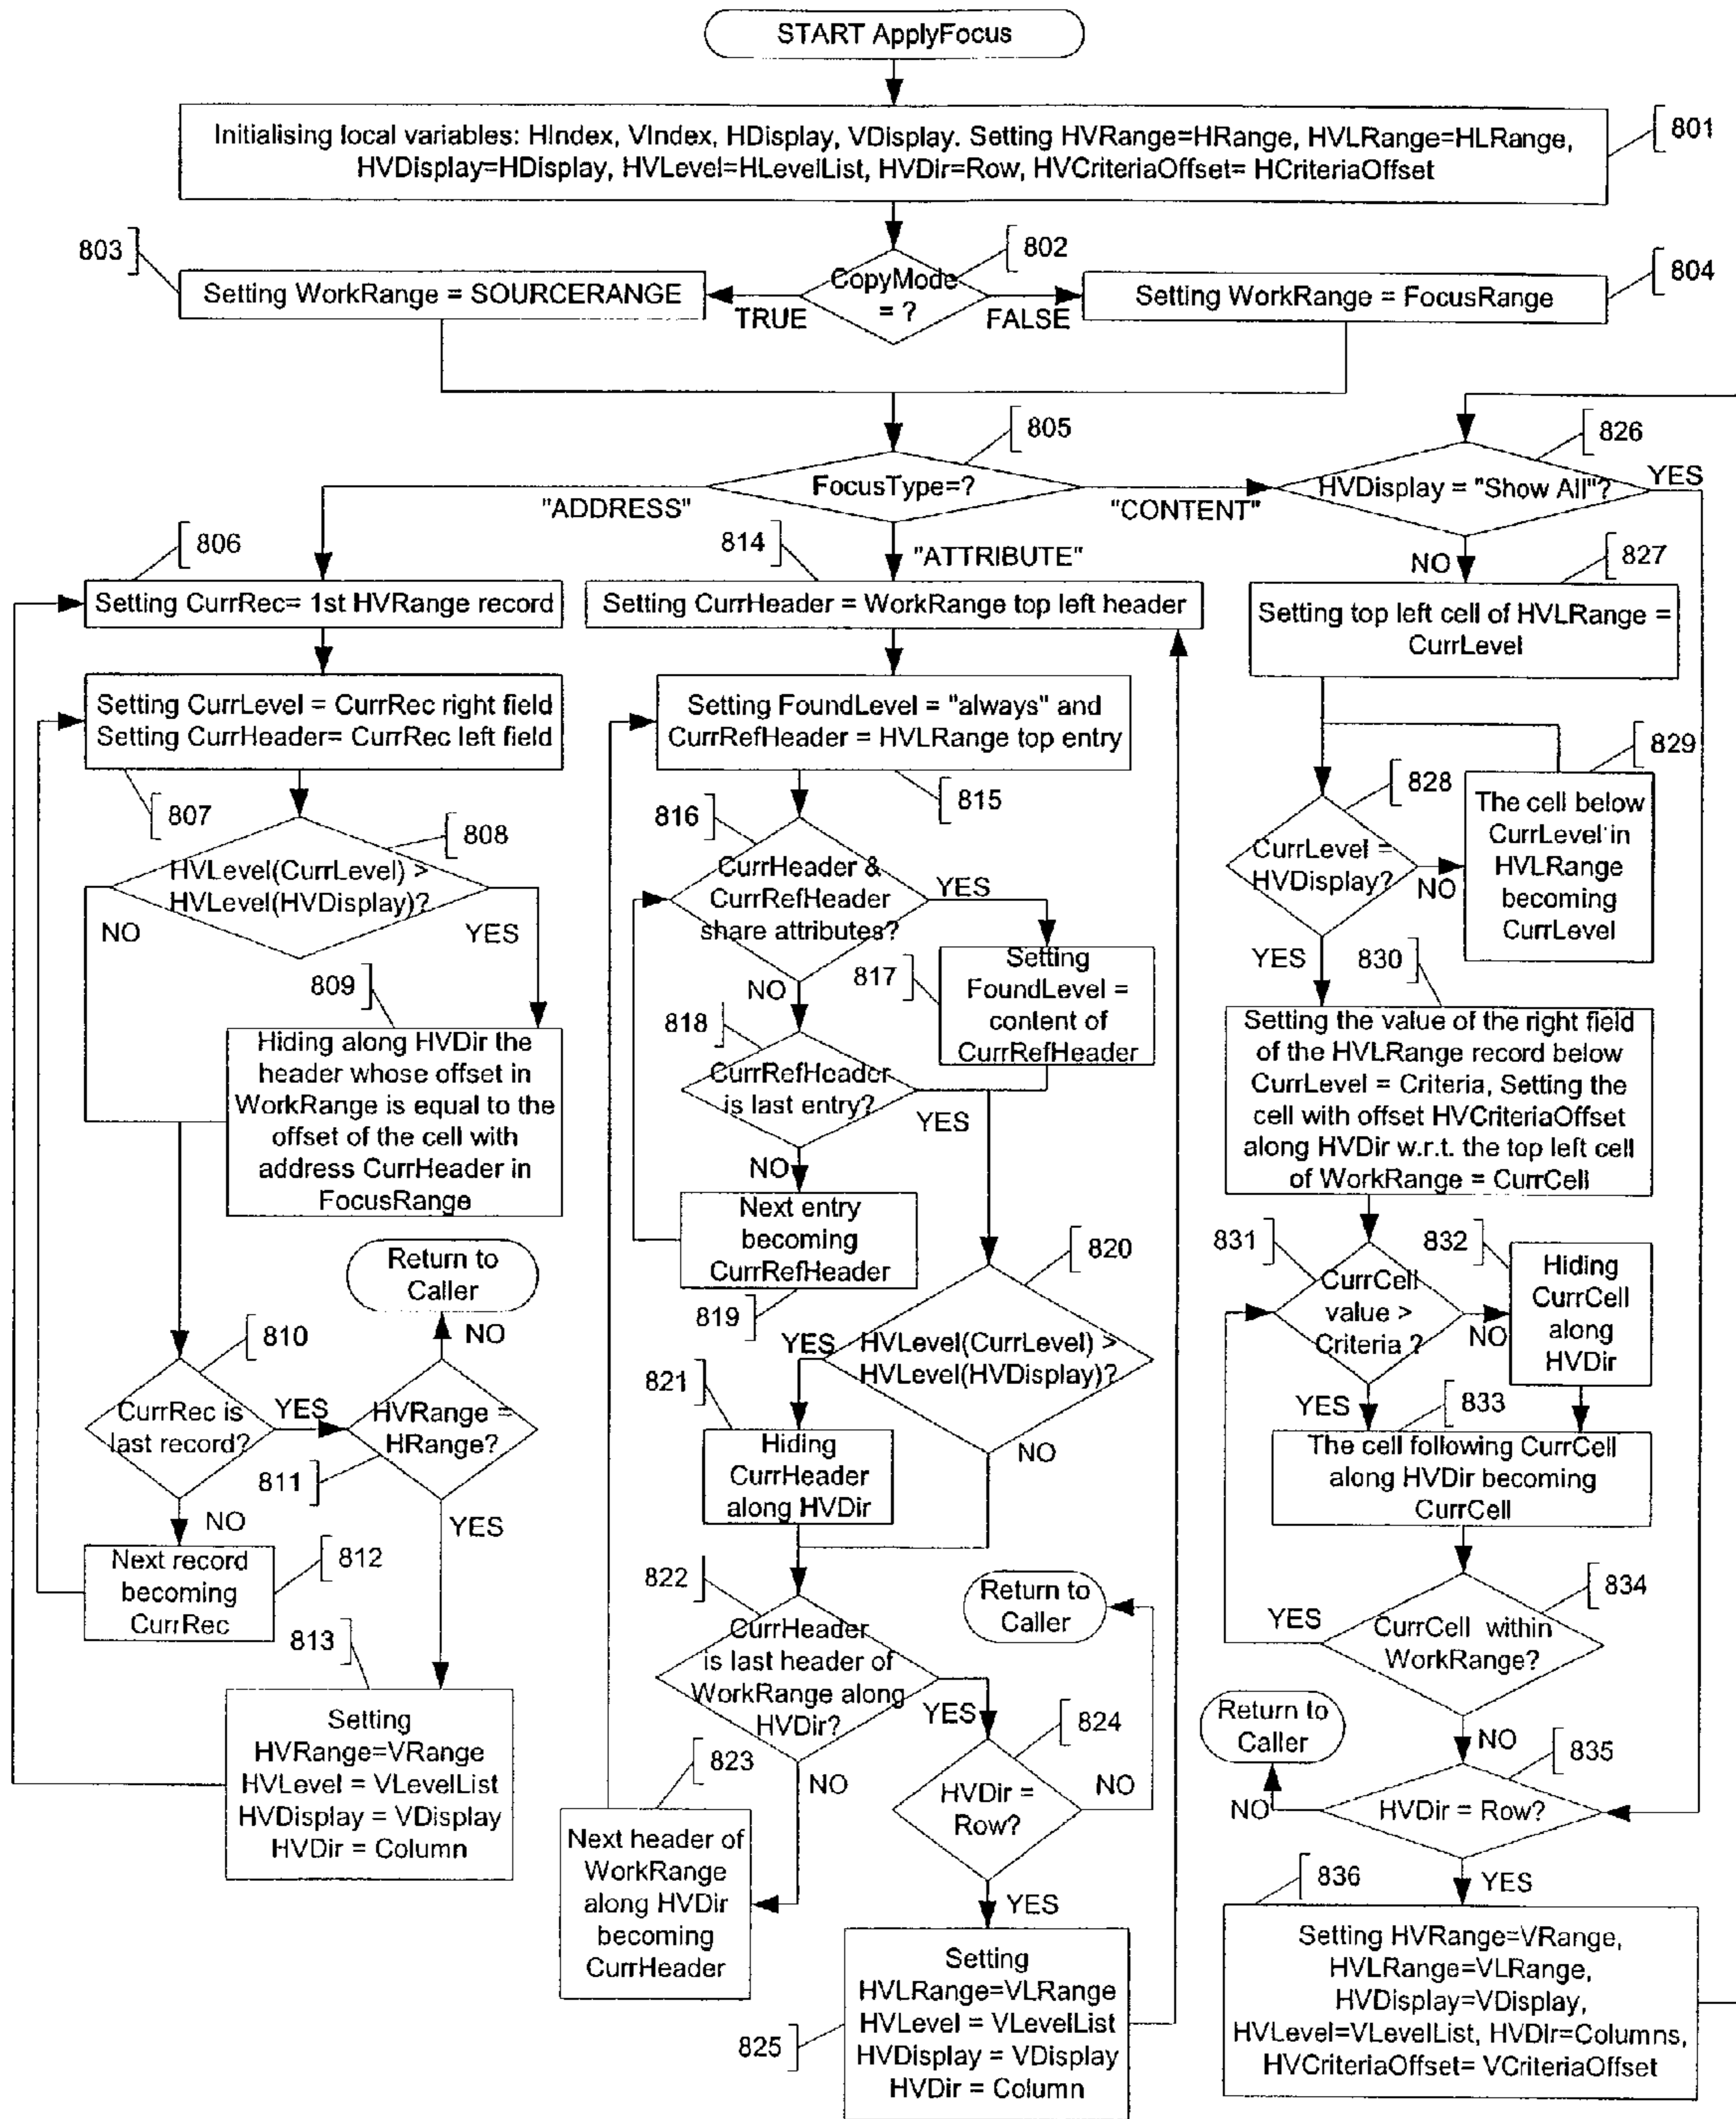 START ApplyFocus
Initialising local variables: HIndex, VIndex, HDisplay, VDisplay. Setting HVRange=HRange, HVLRange=HLRange,
HVDisplay=HDisplay, HVLevel=HLevelList, HVDir=Row, HVCriteriaOffset= HCriteriaOffset
801
803
802
804
Setting WorkRange = SOURCERANGE
CopyMode
= ?
Setting WorkRange = FocusRange
TRUE
FALSE
805
826
FocusType=?
HVDisplay = "Show All"?
YES
"ADDRESS"
"CONTENT"
"ATTRIBUTE"
NO
806
Setting CurrRec= 1st HVRange record
Setting CurrLevel = CurrRec right field
Setting CurrHeader= CurrRec left field
807
808
HVLevel(CurrLevel) >
HVLevel(HVDisplay)?
NO
YES
809
Hiding along HVDir the
header whose offset in
WorkRange is equal to the
offset of the cell with
address CurrHeader in
FocusRange
Return to
Caller
NO
810
CurrRec is
last record?
YES
HVRange =
HRange?
811
NO
YES
Next record
becoming
CurrRec
812
813
Setting
HVRange=VRange
HVLevel = VLevelList
HVDisplay = VDisplay
HVDir = Column
814
Setting CurrHeader = WorkRange top left header
Setting FoundLevel = "always" and
CurrRefHeader = HVLRange top entry
815
816
CurrHeader &
CurrRefHeader
share attributes?
YES
NO
817
Setting
FoundLevel =
content of
CurrRefHeader
818
CurrRefHeader
is last entry?
YES
NO
Next entry
becoming
CurrRefHeader
819
820
HVLevel(CurrLevel) >
HVLevel(HVDisplay)?
YES
NO
821
Hiding
CurrHeader
along HVDir
822
CurrHeader
is last header of
WorkRange along
HVDir?
YES
NO
Return to
Caller
823
Next header of
WorkRange
along HVDir
becoming
CurrHeader
824
HVDir =
Row?
NO
YES
Setting
HVLRange=VLRange
HVLevel = VLevelList
HVDisplay = VDisplay
HVDir = Column
825
827
Setting top left cell of HVLRange =
CurrLevel
829
828
CurrLevel =
HVDisplay?
NO
YES
The cell below
CurrLevel in
HVLRange
becoming
CurrLevel
830
Setting the value of the right field
of the HVLRange record below
CurrLevel = Criteria, Setting the
cell with offset HVCriteriaOffset
along HVDir w.r.t. the top left cell
of WorkRange = CurrCell
831
CurrCell
value >
Criteria ?
NO
YES
832
Hiding
CurrCell
along
HVDir
833
The cell following CurrCell
along HVDir becoming
CurrCell
834
YES
CurrCell within
WorkRange?
NO
Return to
Caller
835
NO
HVDir = Row?
YES
836
Setting HVRange=VRange,
HVLRange=VLRange,
HVDisplay=VDisplay,
HVLevel=VLevelList, HVDir=Columns,
HVCriteriaOffset= VCriteriaOffset